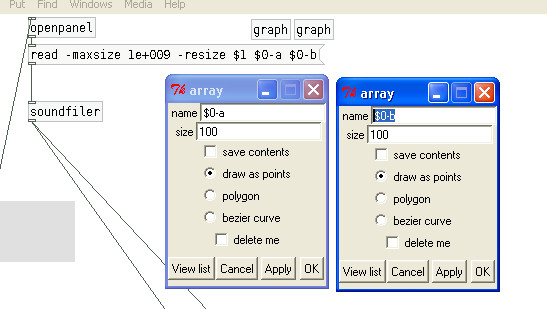 Put Find Windows Media Help
openpanel
graph graph
read -maxsize 1e+009 -resize $1 $0-a $0-b
soundfiler
array
name $0-a
size 100
save contents
draw as points
polygon
bezier curve
delete me
View list Cancel Apply OK
array
name $0-b
size 100
save contents
draw as points
polygon
bezier curve
delete me
View list Cancel Apply OK